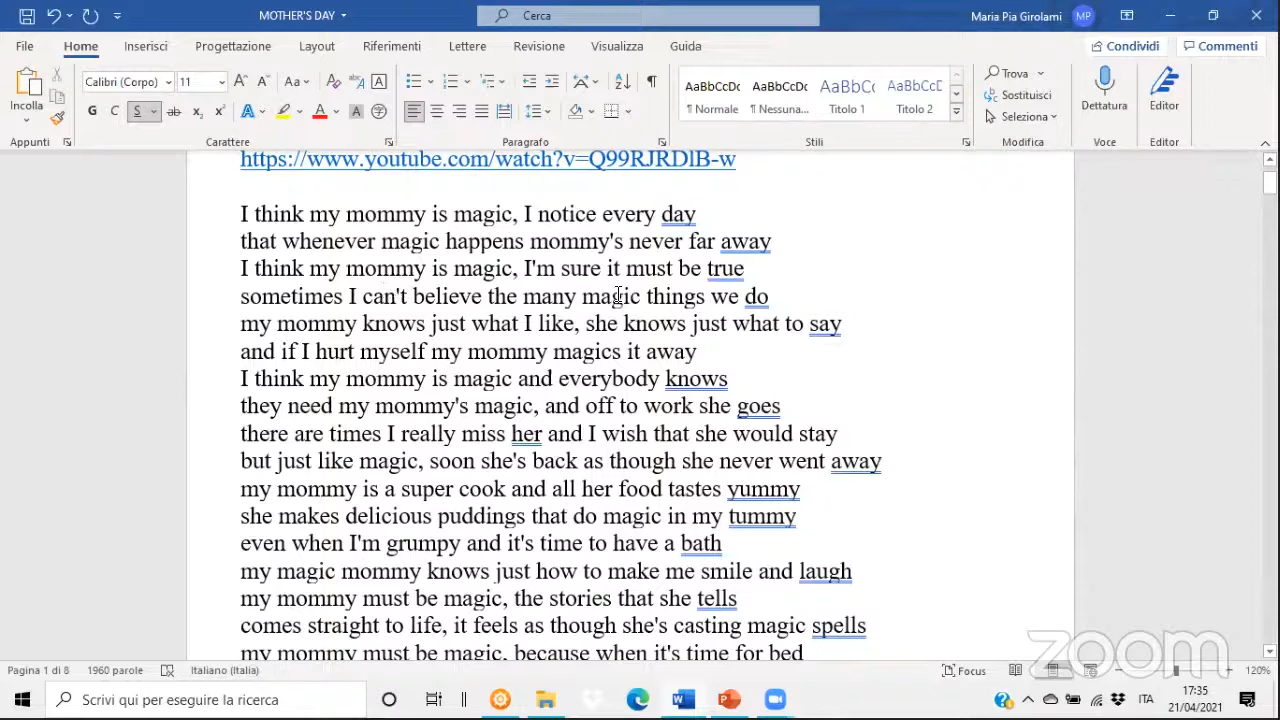 MOTHER'S DAY
Cerca
Maria Pia Girolami
MP
File
Home
Inserisci
Progettazione
Layout
Riferimenti
Lettere
Revisione
Visualizza
Guida
Condividi
Commenti
Incolla
Calibri (Corpo)
11
Aa
G C S ab x₂ x²
AaBbCcDc
AaBbCcDc
AaBbCc
AaBbCcD
¶ Normale
¶ Nessuna...
Titolo 1
Titolo 2
Trova
Sostituisci
Seleziona
Dettatura
Editor
Appunti
Carattere
Paragrafo
Stili
Modifica
Voce
Editor
https://www.youtube.com/watch?v=Q99RJRDlB-w
I think my mommy is magic, I notice every day
that whenever magic happens mommy's never far away
I think my mommy is magic, I'm sure it must be true
sometimes I can't believe the many magic things we do
my mommy knows just what I like, she knows just what to say
and if I hurt myself my mommy magics it away
I think my mommy is magic and everybody knows
they need my mommy's magic, and off to work she goes
there are times I really miss her and I wish that she would stay
but just like magic, soon she's back as though she never went away
my mommy is a super cook and all her food tastes yummy
she makes delicious puddings that do magic in my tummy
even when I'm grumpy and it's time to have a bath
my magic mommy knows just how to make me smile and laugh
my mommy must be magic, the stories that she tells
comes straight to life, it feels as though she's casting magic spells
my mommy must be magic, because when it's time for bed
zoom
Pagina 1 di 8
1960 parole
Italiano (Italia)
Focus
120%
Scrivi qui per eseguire la ricerca
ITA
17:35
21/04/2021